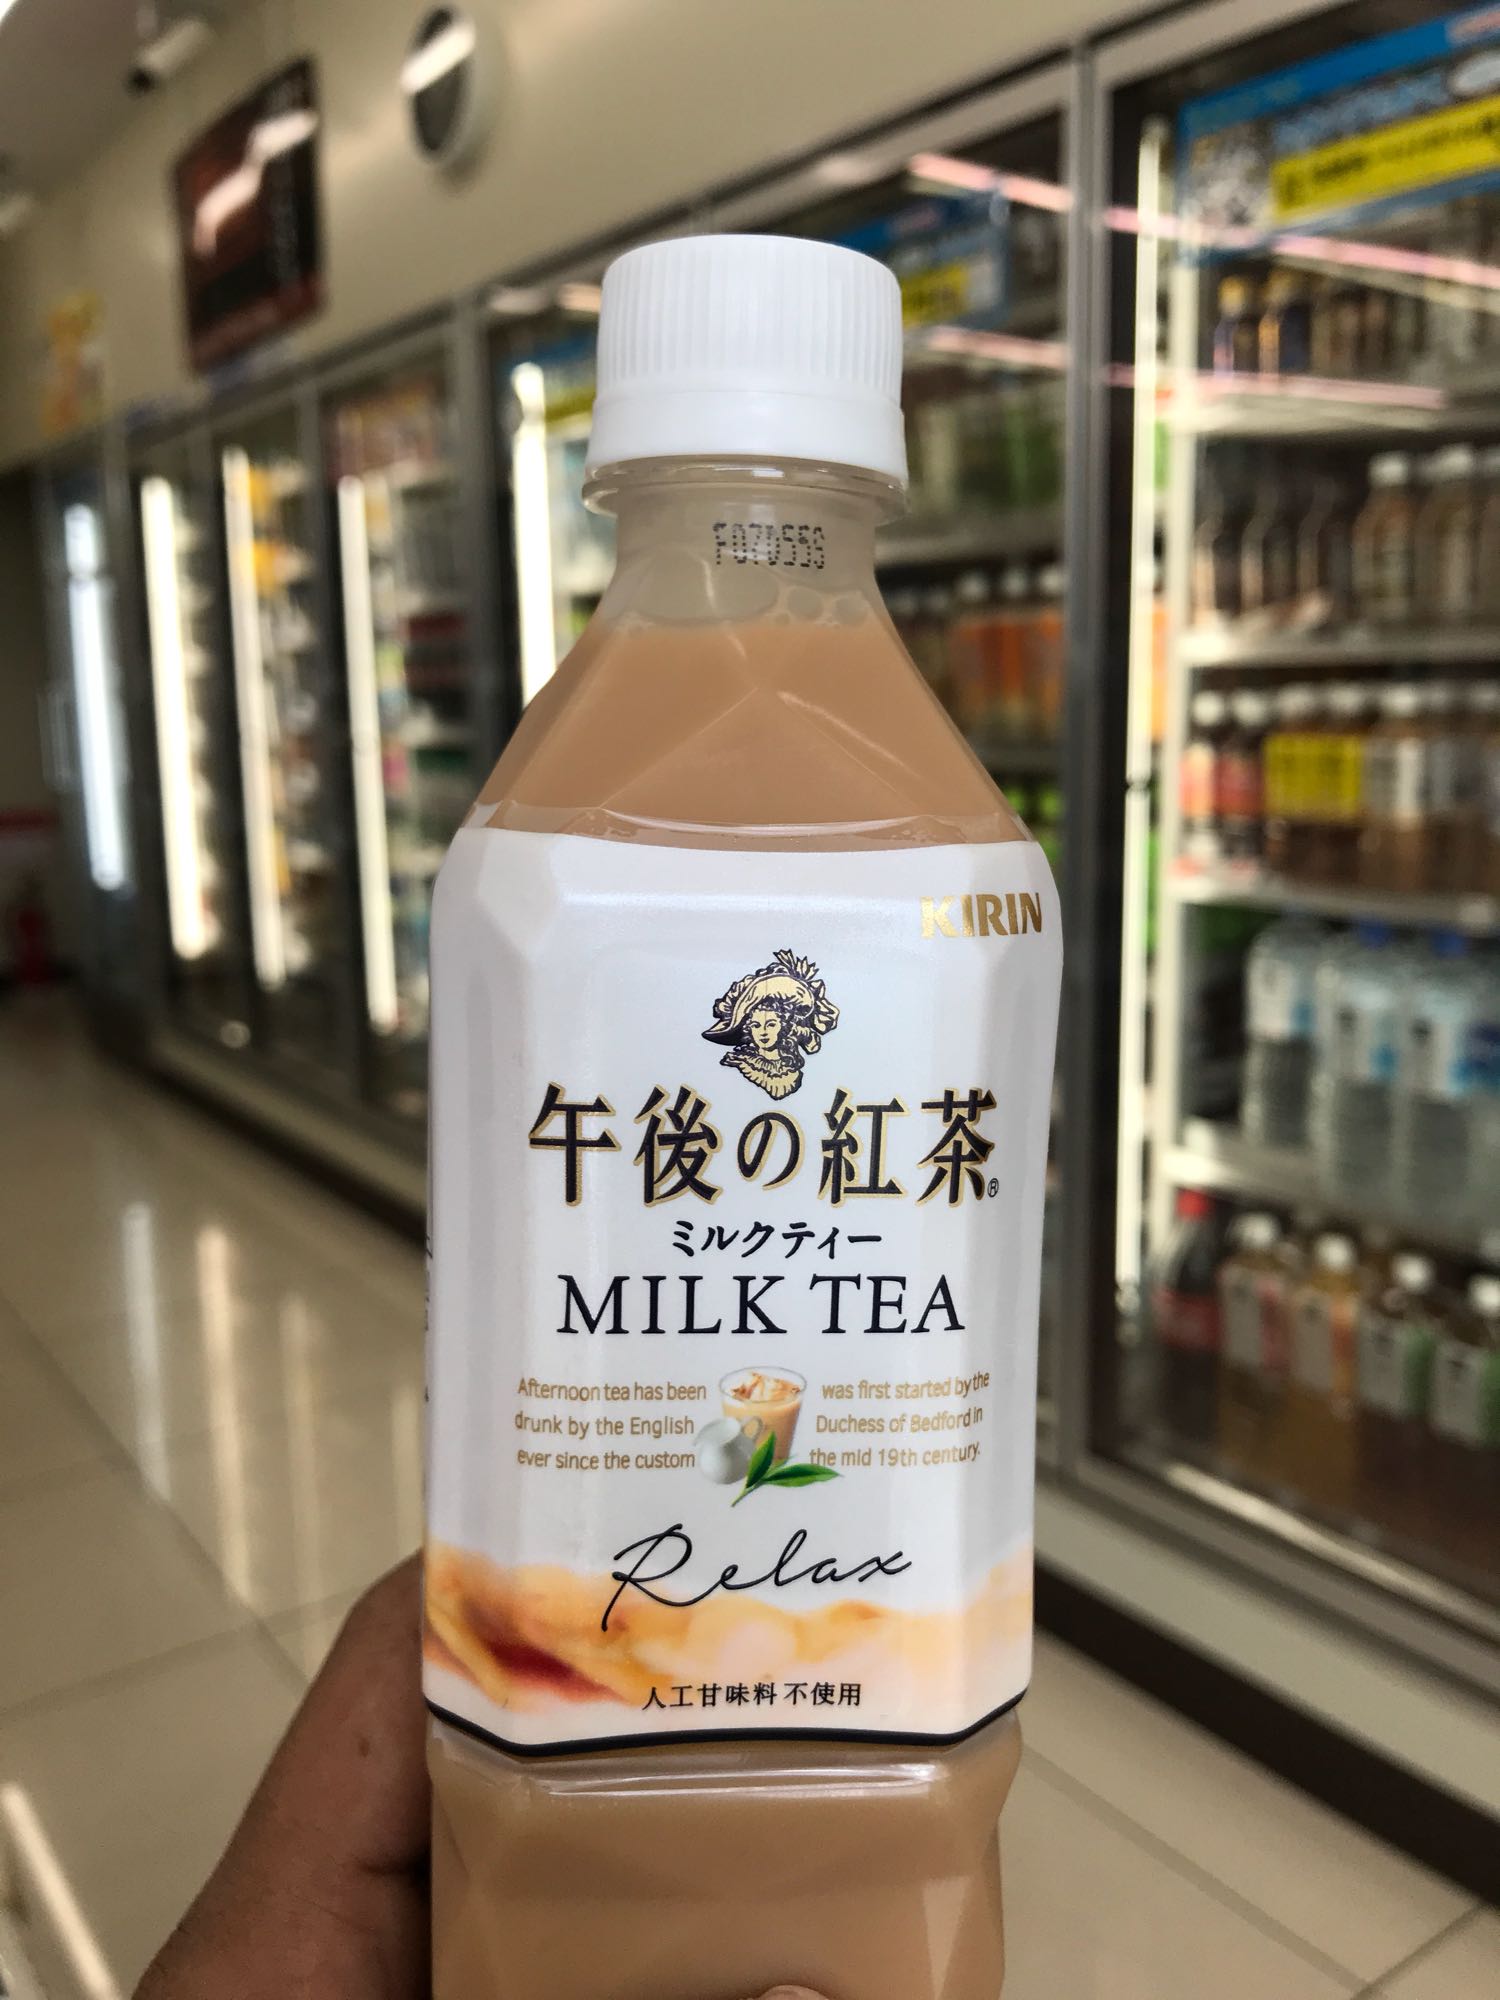 F07D55G
KIRIN
午後の紅茶®
ミルクティー
MILK TEA
Afternoon tea has been
drunk by the English
ever since the custom
was first started by the
Duchess of Bedford in
the mid 19th century.
Relax
人工甘味料不使用